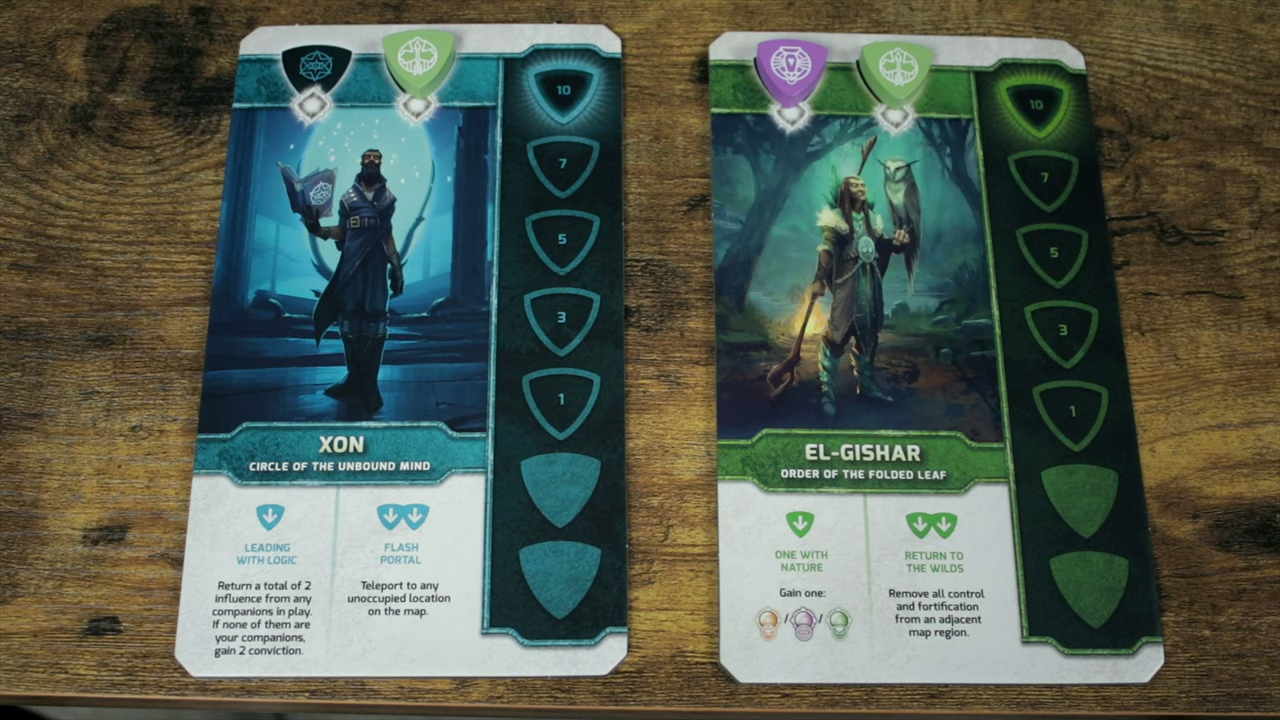 10
7
5
3
1
XON
CIRCLE OF THE UNBOUND MIND
LEADING
WITH LOGIC
Return a total of 2
influence from any
companions in play.
If none of them are
your companions,
gain 2 conviction.
FLASH
PORTAL
Teleport to any
unoccupied location
on the map.
10
7
5
3
1
EL-GISHAR
ORDER OF THE FOLDED LEAF
ONE WITH
NATURE
Gain one:
/ /
RETURN TO
THE WILDS
Remove all control
and fortification
from an adjacent
map region.